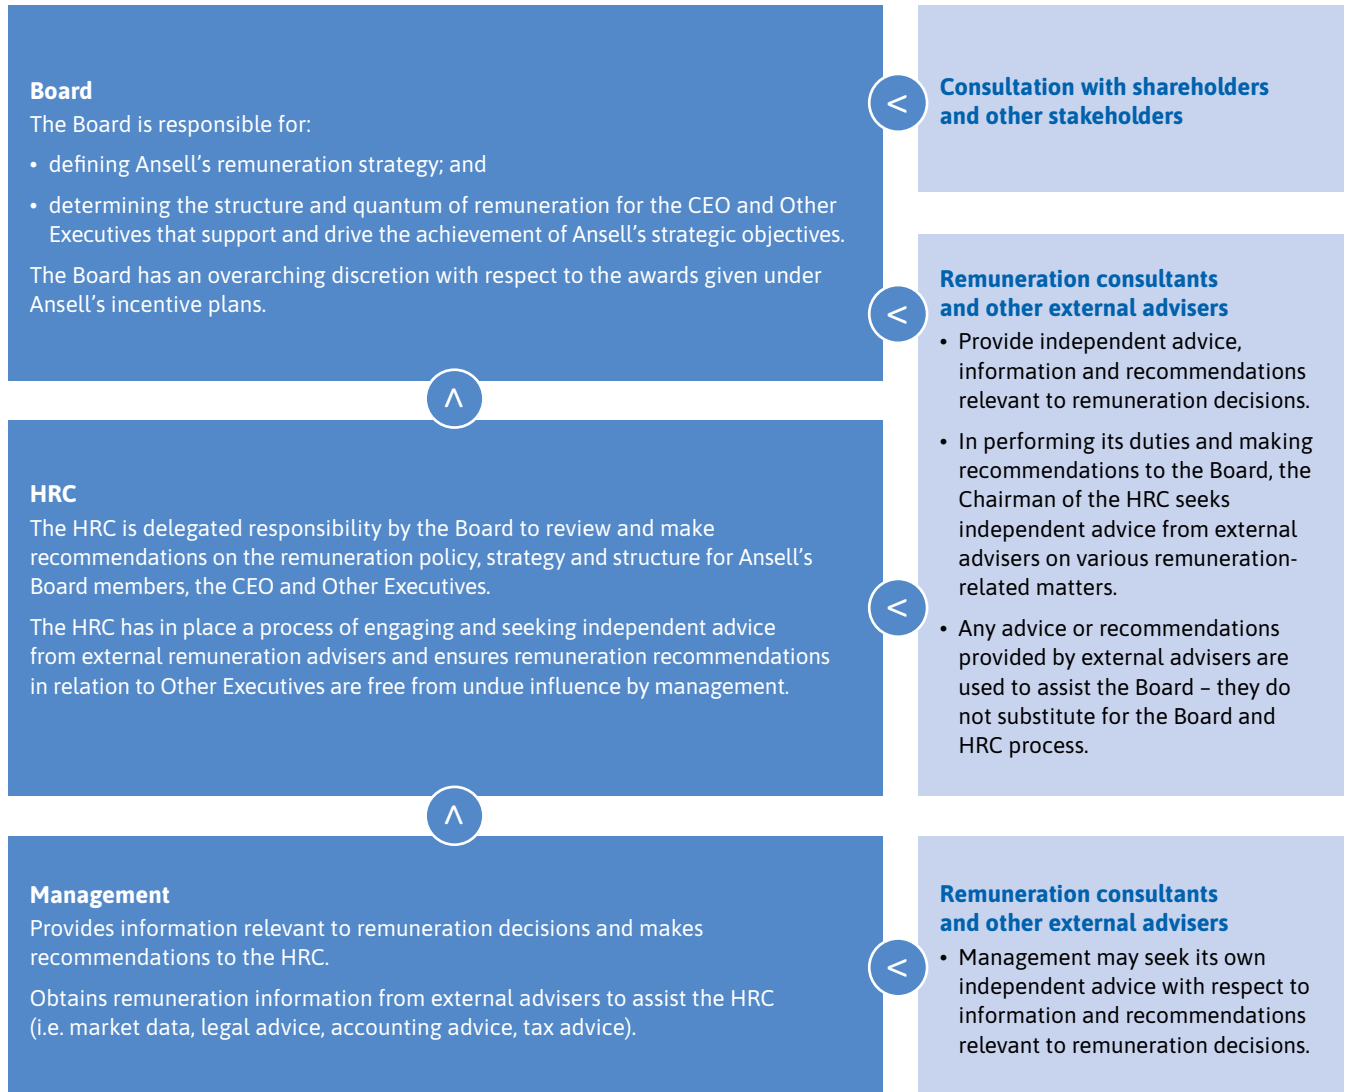 Board
The Board is responsible for:
• defining Ansell’s remuneration strategy; and
• determining the structure and quantum of remuneration for the CEO and Other
Executives that support and drive the achievement of Ansell’s strategic objectives.
The Board has an overarching discretion with respect to the awards given under
Ansell’s incentive plans.
<
Consultation with shareholders
and other stakeholders
<
Remuneration consultants
and other external advisers
• Provide independent advice,
information and recommendations
relevant to remuneration decisions.
• In performing its duties and making
recommendations to the Board, the
Chairman of the HRC seeks
independent advice from external
advisers on various remuneration-
related matters.
• Any advice or recommendations
provided by external advisers are
used to assist the Board – they do
not substitute for the Board and
HRC process.
<
HRC
The HRC is delegated responsibility by the Board to review and make
recommendations on the remuneration policy, strategy and structure for Ansell’s
Board members, the CEO and Other Executives.
The HRC has in place a process of engaging and seeking independent advice
from external remuneration advisers and ensures remuneration recommendations
in relation to Other Executives are free from undue influence by management.
<
<
Management
Provides information relevant to remuneration decisions and makes
recommendations to the HRC.
Obtains remuneration information from external advisers to assist the HRC
(i.e. market data, legal advice, accounting advice, tax advice).
<
Remuneration consultants
and other external advisers
• Management may seek its own
independent advice with respect to
information and recommendations
relevant to remuneration decisions.